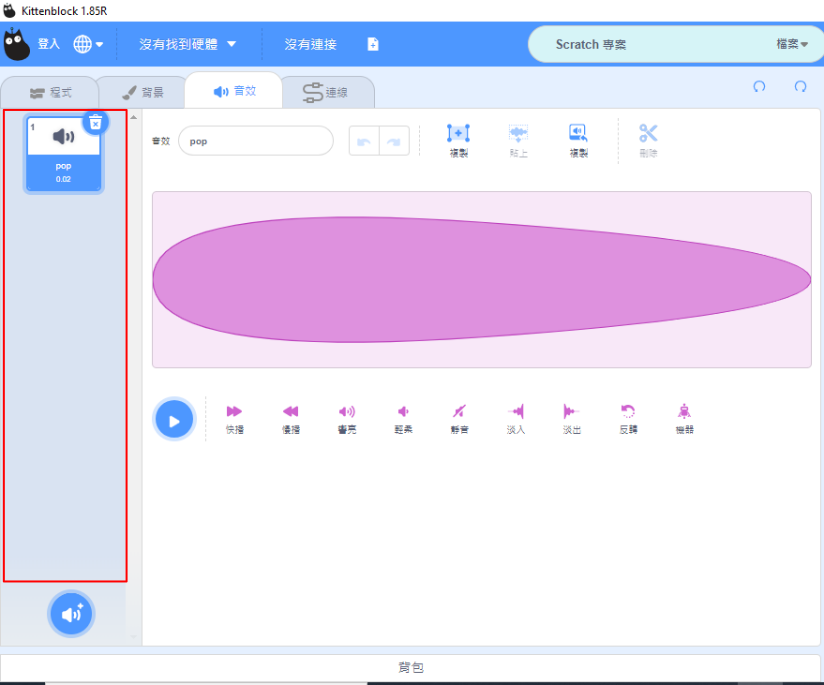 Kittenblock 1.85R
登入 沒有找到硬體 沒有連接 Scratch 專案 檔案
程式 背景 音效 連線
1
pop
0.02
音效 pop 複製 貼上 複製 刪除
快播 慢播 響亮 輕柔 靜音 淡入 淡出 反轉 機器
背包